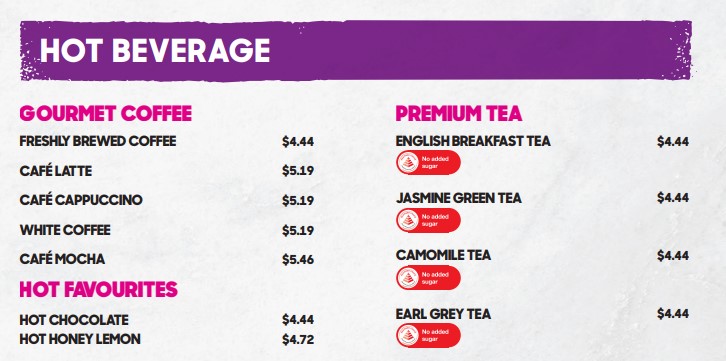 HOT BEVERAGE
GOURMET COFFEE
FRESHLY BREWED COFFEE $4.44
CAFÉ LATTE $5.19
CAFÉ CAPPUCCINO $5.19
WHITE COFFEE $5.19
CAFÉ MOCHA $5.46
HOT FAVOURITES
HOT CHOCOLATE $4.44
HOT HONEY LEMON $4.72
PREMIUM TEA
ENGLISH BREAKFAST TEA $4.44
No added
sugar
JASMINE GREEN TEA $4.44
No added
sugar
CAMOMILE TEA $4.44
No added
sugar
EARL GREY TEA $4.44
No added
sugar